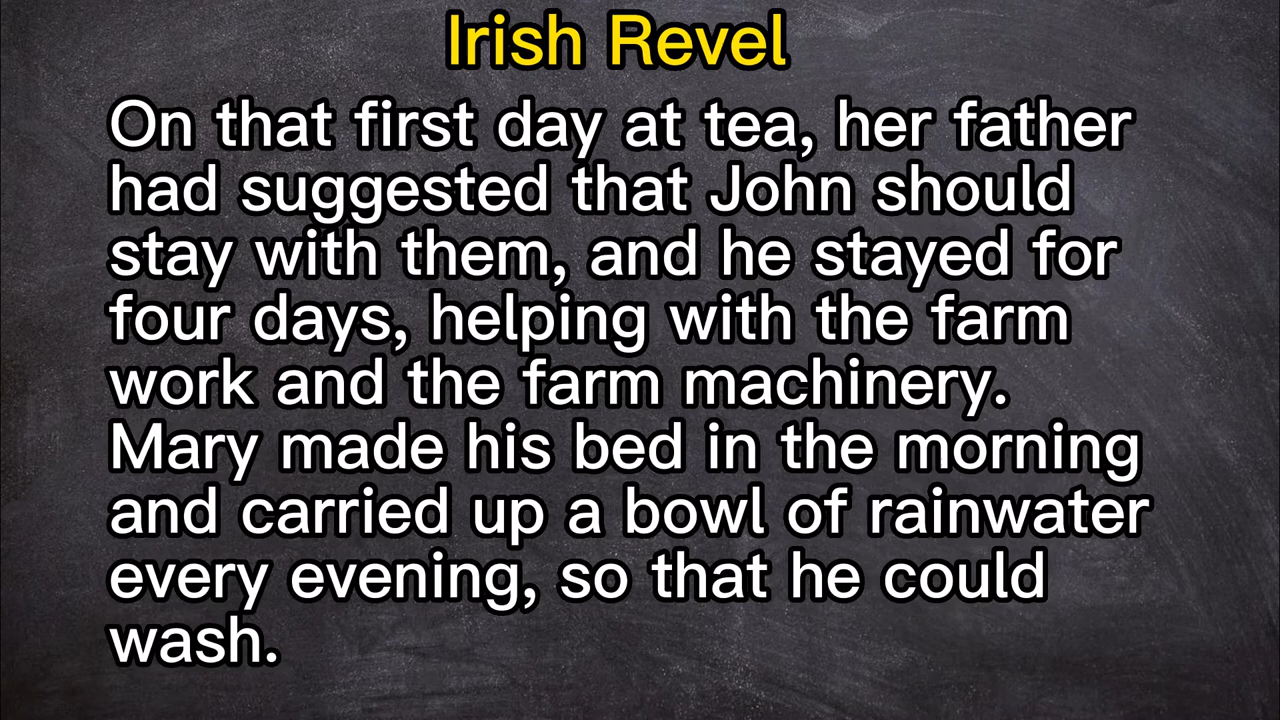 Irish Revel
On that first day at tea, her father
had suggested that John should
stay with them, and he stayed for
four days, helping with the farm
work and the farm machinery.
Mary made his bed in the morning
and carried up a bowl of rainwater
every evening, so that he could
wash.